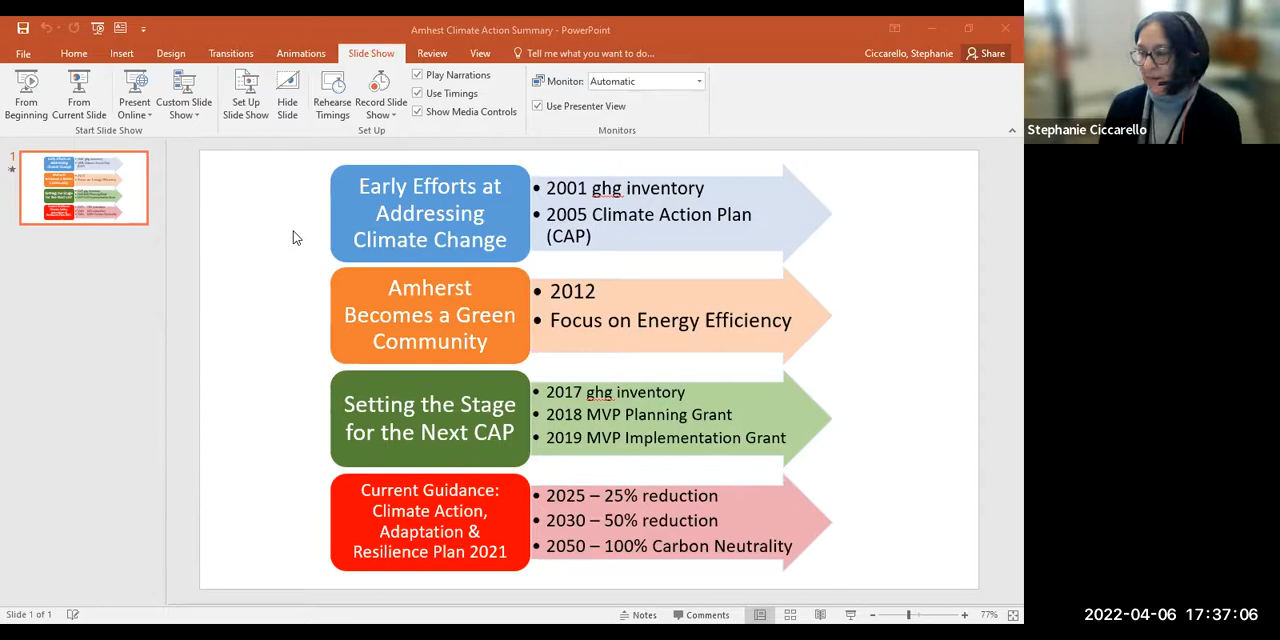 Amhest Climate Action Summary - PowerPoint
File
Home
Insert
Design
Transitions
Animations
Slide Show
Review
View
Tell me what you want to do...
Ciccarello, Stephanie
Share
From Beginning
From Current Slide
Present Online
Custom Slide Show
Start Slide Show
Set Up Slide Show
Hide Slide
Rehearse Timings
Record Slide Show
Play Narrations
Use Timings
Show Media Controls
Set Up
Monitor:
Automatic
Use Presenter View
Monitors
Stephanie Ciccarello
1
Early Efforts at
Addressing
Climate Change
• 2001 ghg inventory
• 2005 Climate Action Plan
(CAP)
Amherst
Becomes a Green
Community
• 2012
• Focus on Energy Efficiency
Setting the Stage
for the Next CAP
• 2017 ghg inventory
• 2018 MVP Planning Grant
• 2019 MVP Implementation Grant
Current Guidance:
Climate Action,
Adaptation &
Resilience Plan 2021
• 2025 – 25% reduction
• 2030 – 50% reduction
• 2050 – 100% Carbon Neutrality
Slide 1 of 1
Notes
Comments
77%
2022-04-06 17:37:06